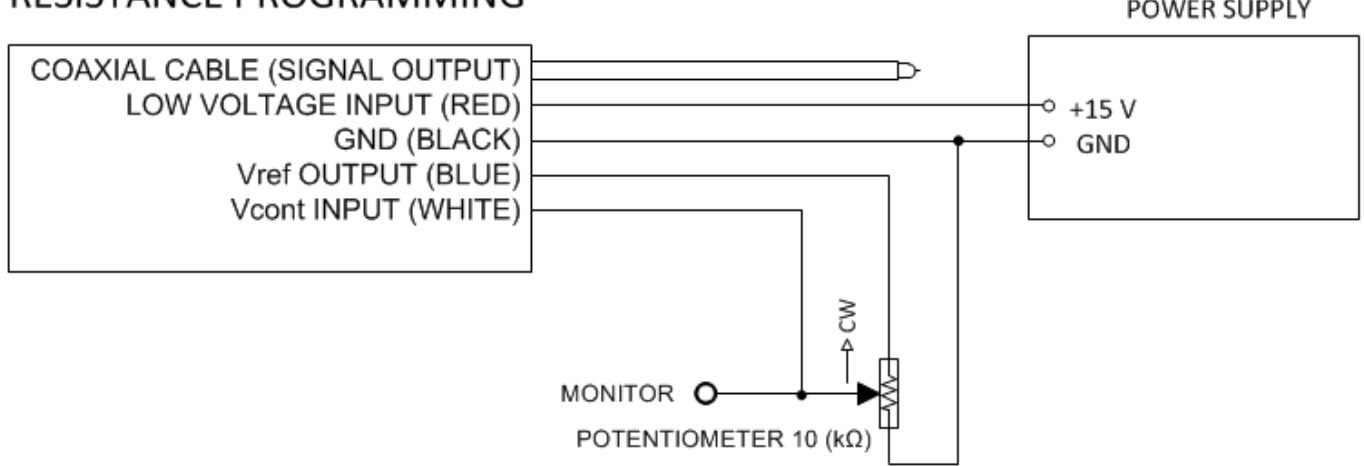 RESISTANCE PROGRAMMING
POWER SUPPLY
COAXIAL CABLE (SIGNAL OUTPUT)
LOW VOLTAGE INPUT (RED)
GND (BLACK)
Vref OUTPUT (BLUE)
Vcont INPUT (WHITE)
+15 V
GND
CW
MONITOR
POTENTIOMETER 10 (kΩ)